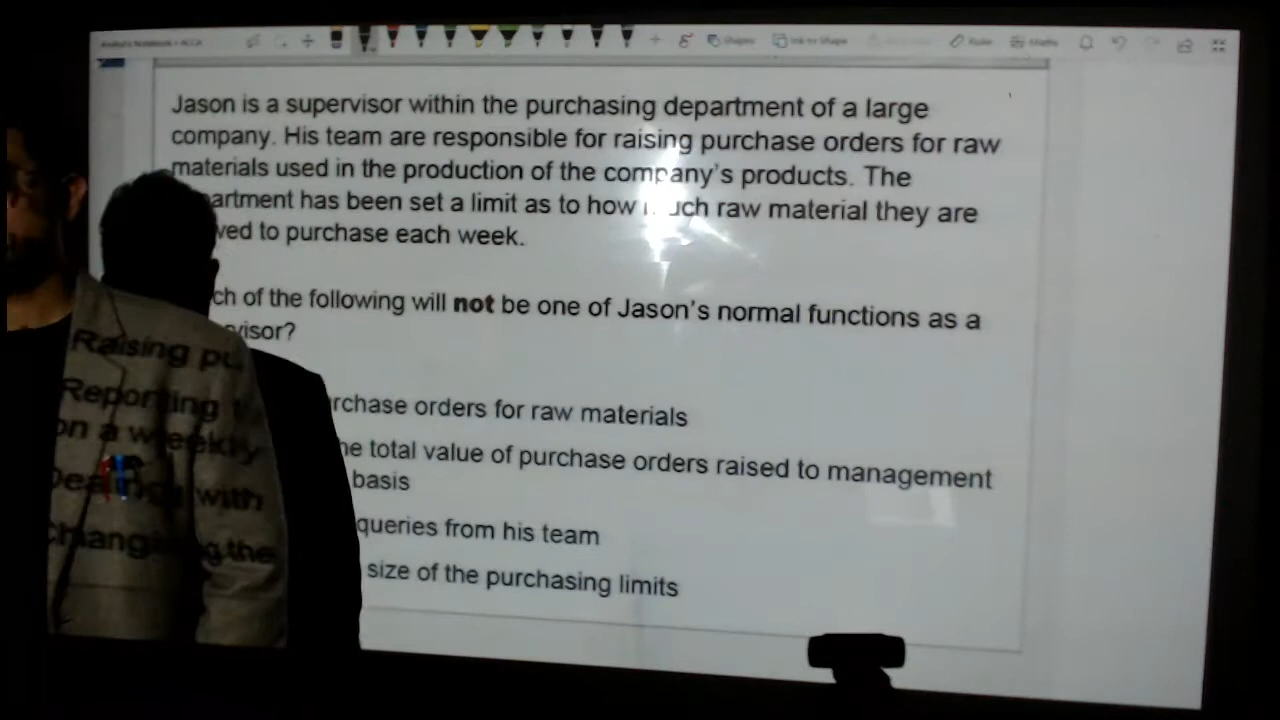 Jason is a supervisor within the purchasing department of a large
company. His team are responsible for raising purchase orders for raw
materials used in the production of the company's products. The
artment has been set a limit as to how ch raw material they are
ved to purchase each week.
ch of the following will not be one of Jason's normal functions as a
visor?
Raising pu rchase orders for raw materials
Reporting the total value of purchase orders raised to management
on a weekly basis
Dealing with queries from his team
Changing the size of the purchasing limits